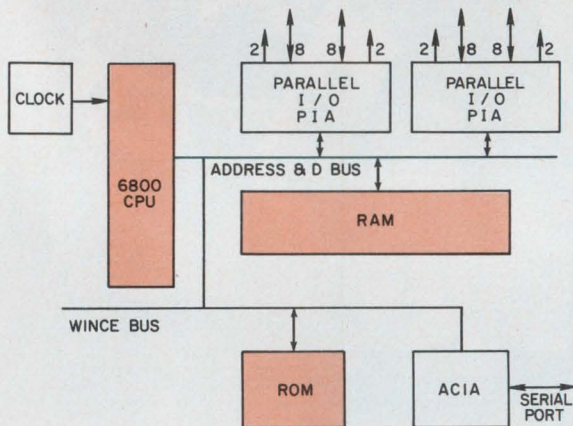 2 8 8 2
2 8 8 2
CLOCK
PARALLEL
I/O
PIA
PARALLEL
I/O
PIA
6800
CPU
ADDRESS & D BUS
RAM
WINCE BUS
ROM
ACIA
SERIAL
PORT